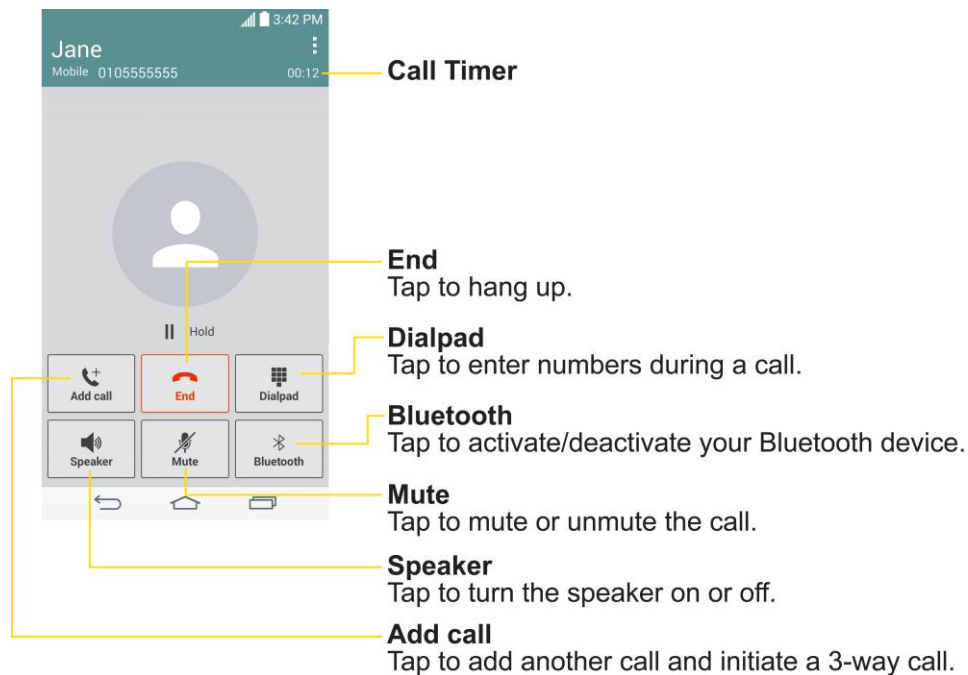 3:42 PM
Jane
Mobile 0105555555 00:12
Call Timer
End
Tap to hang up.
Hold
Dialpad
Tap to enter numbers during a call.
Add call End Dialpad
Bluetooth
Tap to activate/deactivate your Bluetooth device.
Speaker Mute Bluetooth
Mute
Tap to mute or unmute the call.
Speaker
Tap to turn the speaker on or off.
Add call
Tap to add another call and initiate a 3-way call.